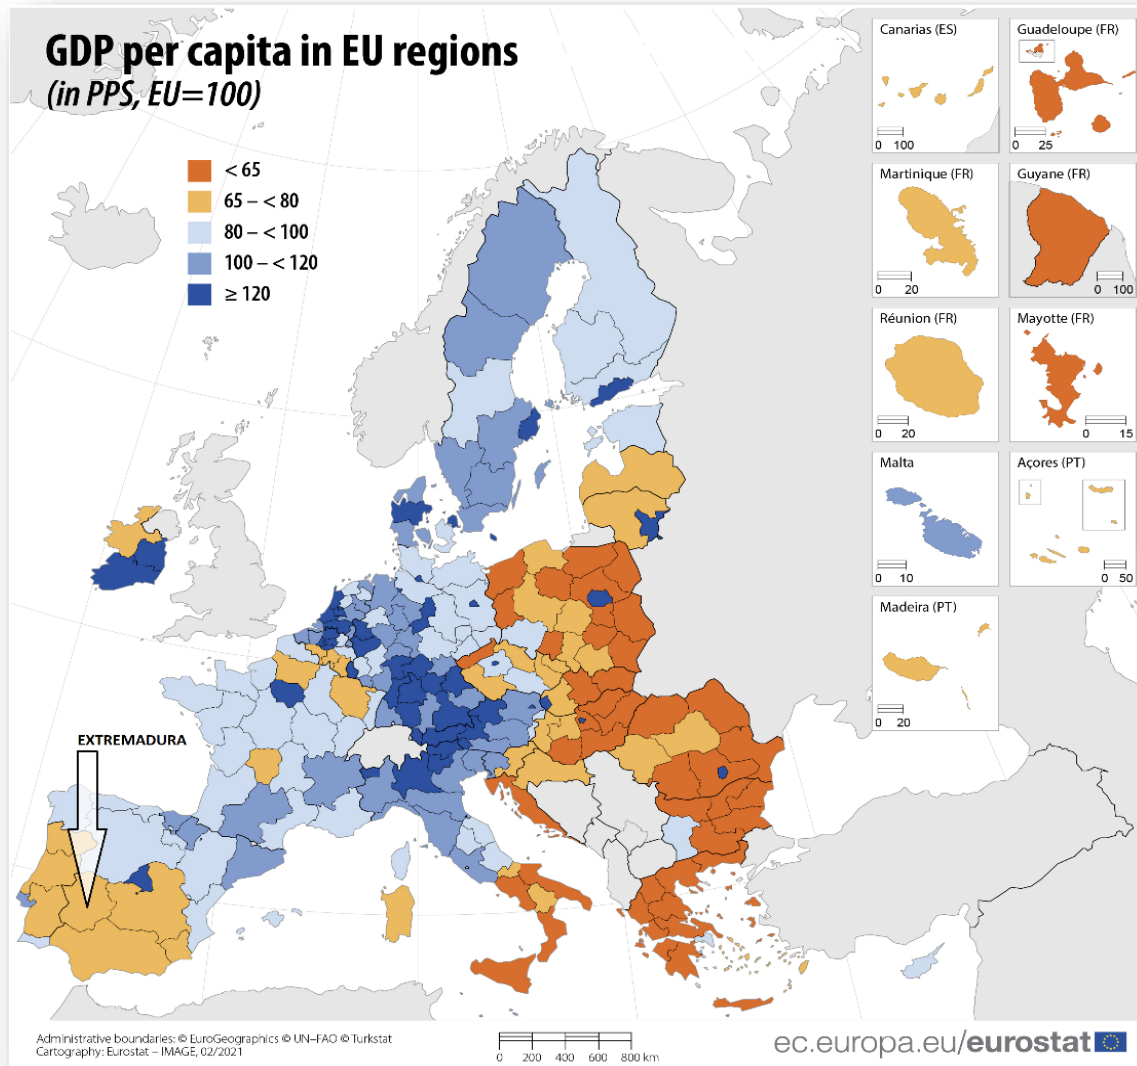 GDP per capita in EU regions
(in PPS, EU=100)
< 65
65 – < 80
80 – < 100
100 – < 120
≥ 120
EXTREMADURA
Canarias (ES)
0 100
Guadeloupe (FR)
0 25
Martinique (FR)
0 20
Guyane (FR)
0 100
Réunion (FR)
0 20
Mayotte (FR)
0 15
Malta
0 10
Açores (PT)
0 50
Madeira (PT)
0 20
Administrative boundaries: © EuroGeographics © UN–FAO © Turkstat
Cartography: Eurostat – IMAGE, 02/2021
0 200 400 600 800 km
ec.europa.eu/eurostat